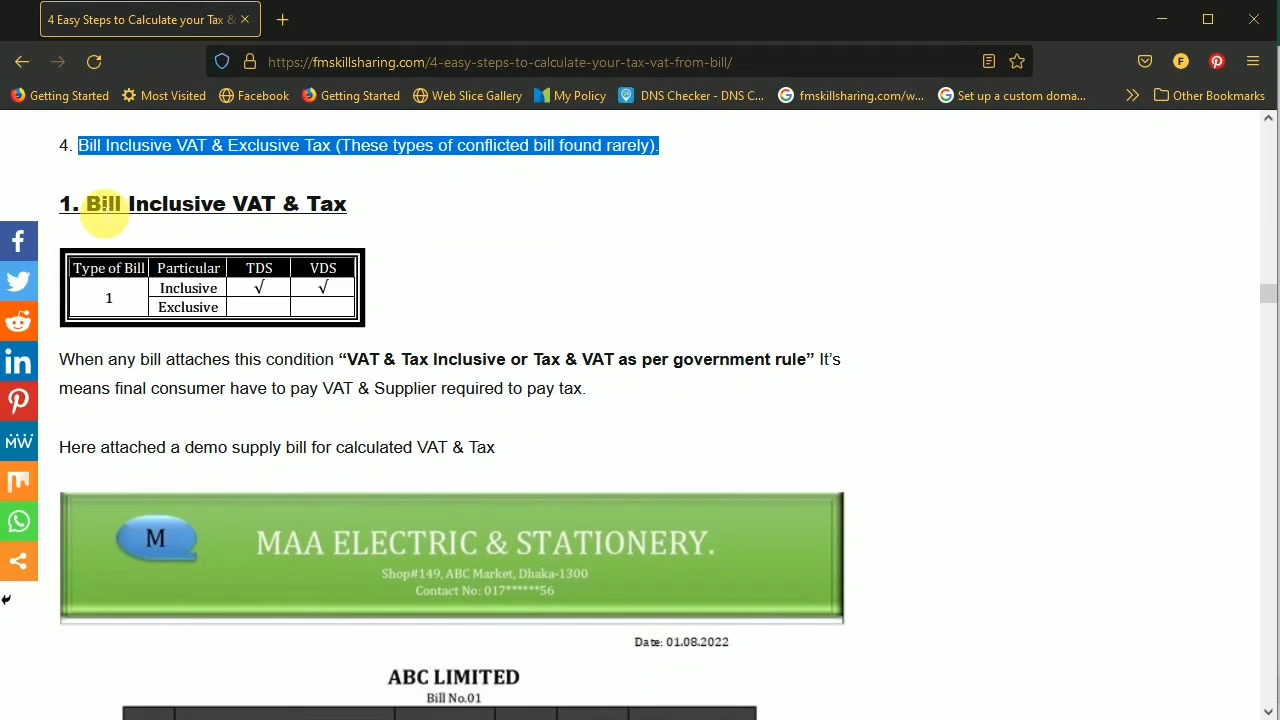 4 Easy Steps to Calculate your Tax &
https://fmskillsharing.com/4-easy-steps-to-calculate-your-tax-vat-from-bill/
F
Getting Started
Most Visited
Facebook
Getting Started
Web Slice Gallery
My Policy
DNS Checker - DNS C...
fmskillsharing.com/w...
Set up a custom doma...
Other Bookmarks
4. Bill Inclusive VAT & Exclusive Tax (These types of conflicted bill found rarely).
1. Bill Inclusive VAT & Tax
Type of Bill Particular TDS VDS
1 Inclusive √ √
Exclusive
When any bill attaches this condition “VAT & Tax Inclusive or Tax & VAT as per government rule” It’s
means final consumer have to pay VAT & Supplier required to pay tax.
Here attached a demo supply bill for calculated VAT & Tax
M
MAA ELECTRIC & STATIONERY.
Shop#149, ABC Market, Dhaka-1300
Contact No: 017******56
Date: 01.08.2022
ABC LIMITED
Bill No.01
MW